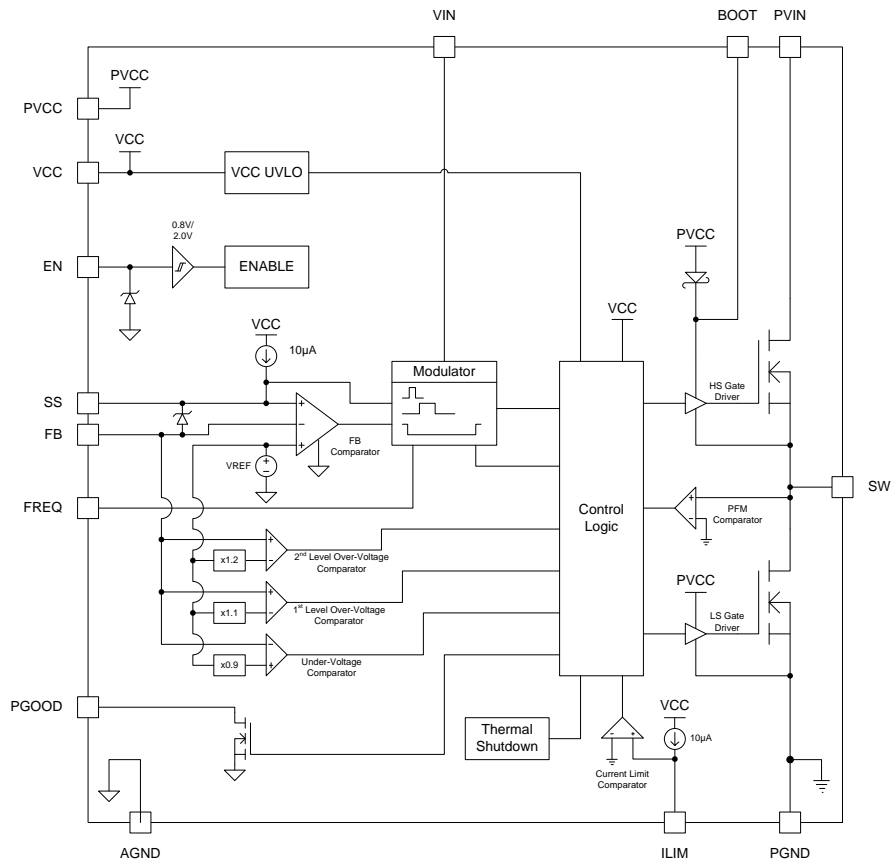 VIN
BOOT
PVIN
PVCC
PVCC
VCC
VCC
VCC UVLO
0.8V/
2.0V
EN
ENABLE
PVCC
VCC
VCC
10µA
Modulator
SS
FB
FB
Comparator
HS Gate
Driver
VREF
SW
FREQ
Control
Logic
PFM
Comparator
x1.2
2nd Level Over-Voltage
Comparator
PVCC
x1.1
1st Level Over-Voltage
Comparator
LS Gate
Driver
x0.9
Under-Voltage
Comparator
PGOOD
VCC
10µA
Thermal
Shutdown
Current Limit
Comparator
AGND
ILIM
PGND